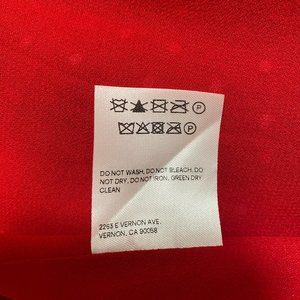 P
P
DO NOT WASH, DO NOT BLEACH. DO
NOT DRY, DO NOT IRON, GREEN DRY
CLEAN
2263 E VERNON AVE.
VERNON, CA 90058